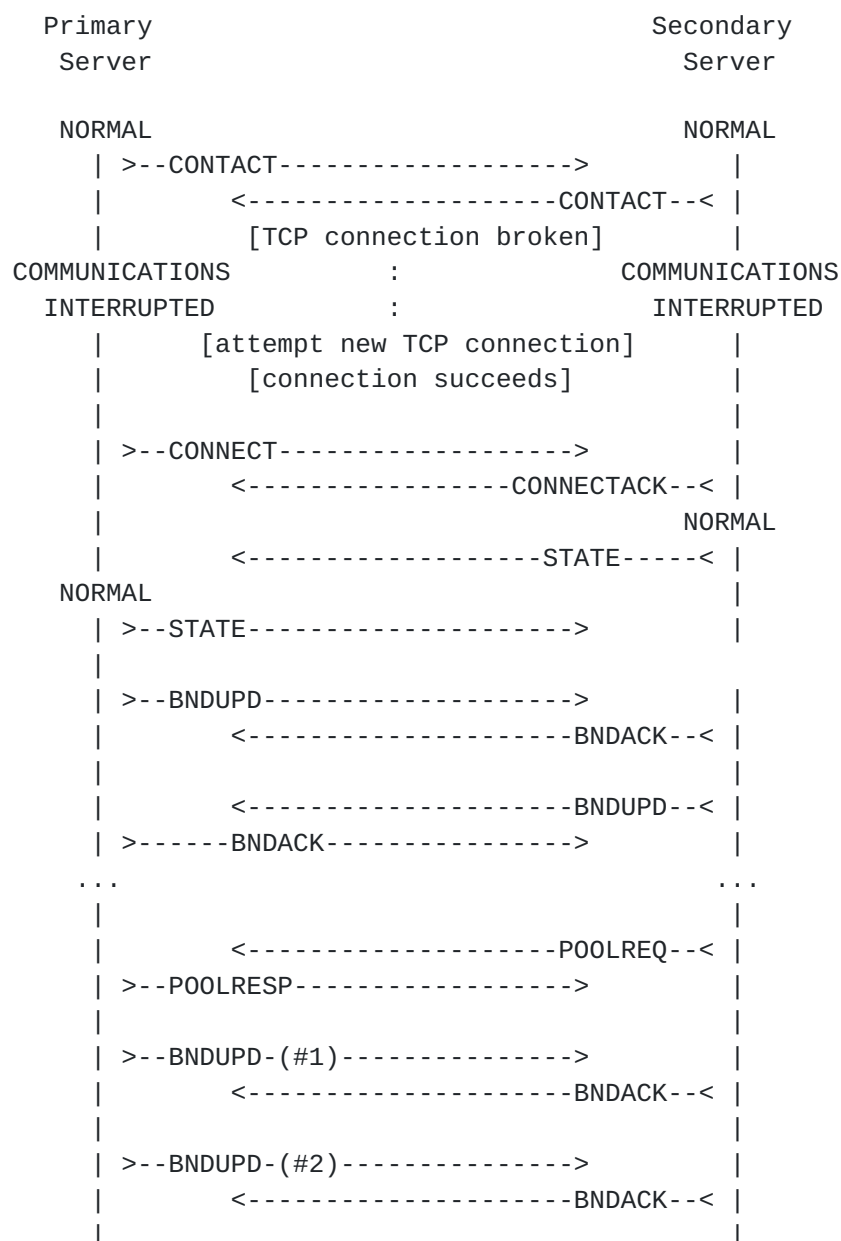 Primary                                Secondary
Server                                  Server
NORMAL                                  NORMAL
| >--CONTACT-------------------> |
| <--------------------CONTACT--< |
| [TCP connection broken] |
COMMUNICATIONS : COMMUNICATIONS
INTERRUPTED : INTERRUPTED
| [attempt new TCP connection] |
| [connection succeeds] |
| |
| >--CONNECT-------------------> |
| <-----------------CONNECTACK--< |
| NORMAL
| <-------------------STATE-----< |
NORMAL |
| >--STATE---------------------> |
|
| >--BNDUPD--------------------> |
| <---------------------BNDACK--< |
| |
| <---------------------BNDUPD--< |
| >------BNDACK----------------> |
... ...
| |
| <--------------------POOLREQ--< |
| >--POOLRESP------------------> |
| |
| >--BNDUPD-(#1)---------------> |
| <---------------------BNDACK--< |
| |
| >--BNDUPD-(#2)---------------> |
| <---------------------BNDACK--< |
| |